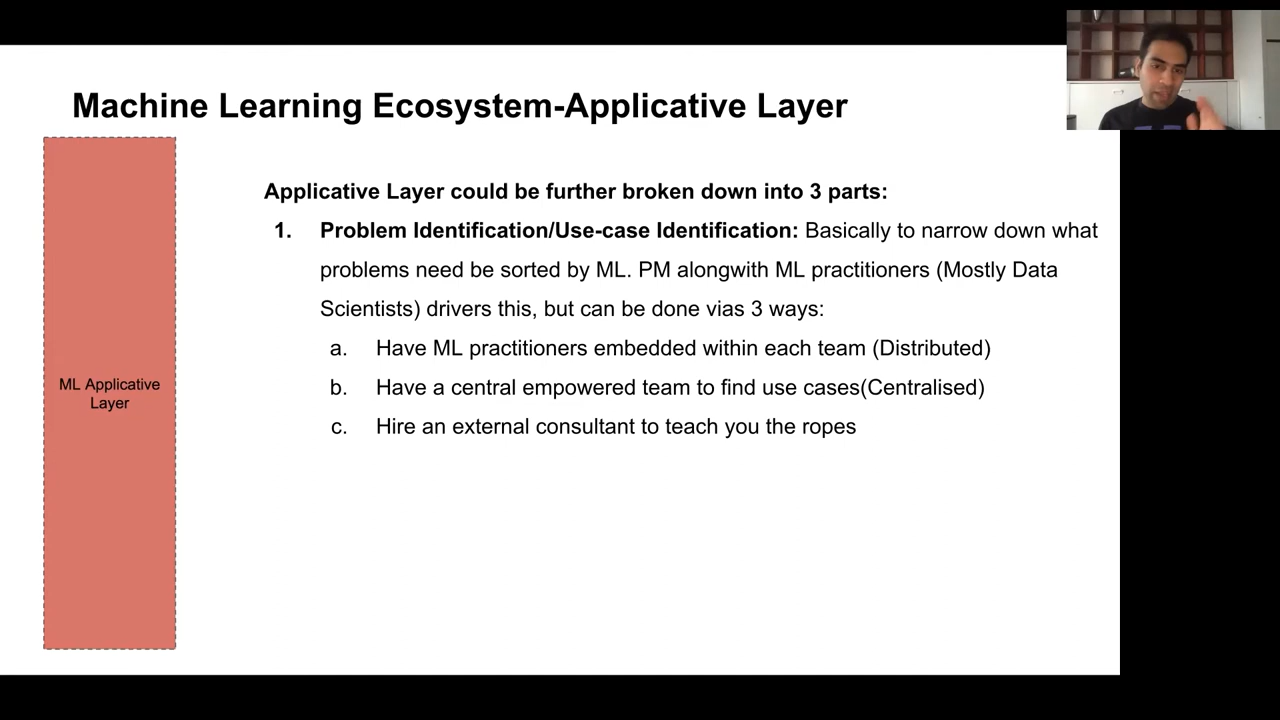 Machine Learning Ecosystem-Applicative Layer
Applicative Layer could be further broken down into 3 parts:
1. Problem Identification/Use-case Identification: Basically to narrow down what
problems need be sorted by ML. PM alongwith ML practitioners (Mostly Data
Scientists) drivers this, but can be done vias 3 ways:
a. Have ML practitioners embedded within each team (Distributed)
b. Have a central empowered team to find use cases(Centralised)
c. Hire an external consultant to teach you the ropes
ML Applicative
Layer